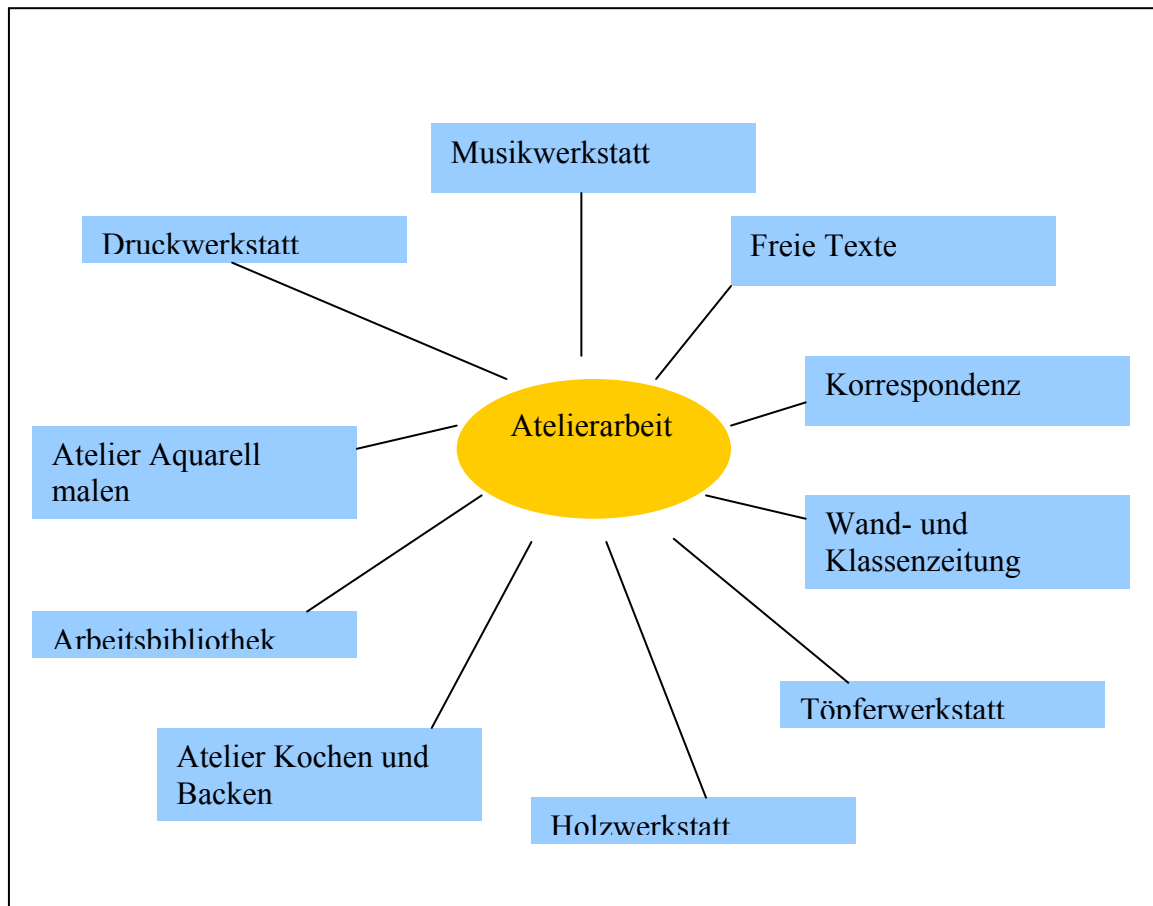 Musikwerkstatt
Druckwerkstatt
Freie Texte
Korrespondenz
Atelierarbeit
Atelier Aquarell
malen
Wand- und
Klassenzeitung
Arbeitsbibliothek
Töpferwerkstatt
Atelier Kochen und
Backen
Holzwerkstatt